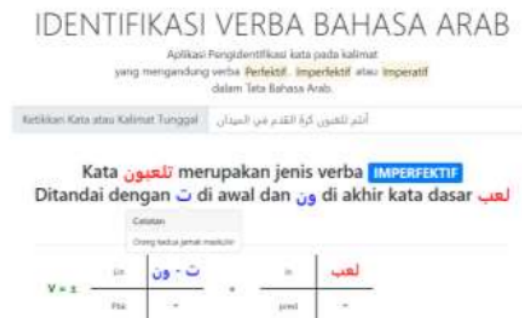 IDENTIFIKASI VERBA BAHASA ARAB
Aplikasi Pengidentifikasi kata pada kalimat
yang mengandung verba Perfektif, Imperfektif atau Imperatif
dalam Tata Bahasa Arab.
Ketikkan Kata atau Kalimat Tunggal أنتم تلعبون كرة القدم في الميدان
Kata تلعبون merupakan jenis verba IMPERFEKTIF
Ditandai dengan ت di awal dan ون di akhir kata dasar لعب
Catatan
Orang kedua jamak maskulin
ت - ون لعب
V = ±
- pred -